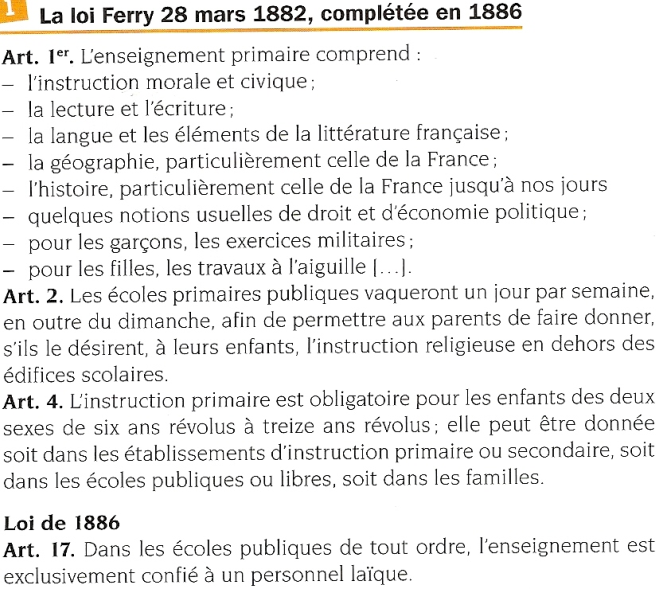 1
La loi Ferry 28 mars 1882, complétée en 1886
Art. 1er. L'enseignement primaire comprend :
– l'instruction morale et civique ;
– la lecture et l'écriture ;
– la langue et les éléments de la littérature française ;
– la géographie, particulièrement celle de la France ;
– l'histoire, particulièrement celle de la France jusqu'à nos jours
– quelques notions usuelles de droit et d'économie politique ;
– pour les garçons, les exercices militaires ;
– pour les filles, les travaux à l'aiguille [...].
Art. 2. Les écoles primaires publiques vaqueront un jour par semaine,
en outre du dimanche, afin de permettre aux parents de faire donner,
s'ils le désirent, à leurs enfants, l'instruction religieuse en dehors des
édifices scolaires.
Art. 4. L'instruction primaire est obligatoire pour les enfants des deux
sexes de six ans révolus à treize ans révolus ; elle peut être donnée
soit dans les établissements d'instruction primaire ou secondaire, soit
dans les écoles publiques ou libres, soit dans les familles.
Loi de 1886
Art. 17. Dans les écoles publiques de tout ordre, l'enseignement est
exclusivement confié à un personnel laïque.